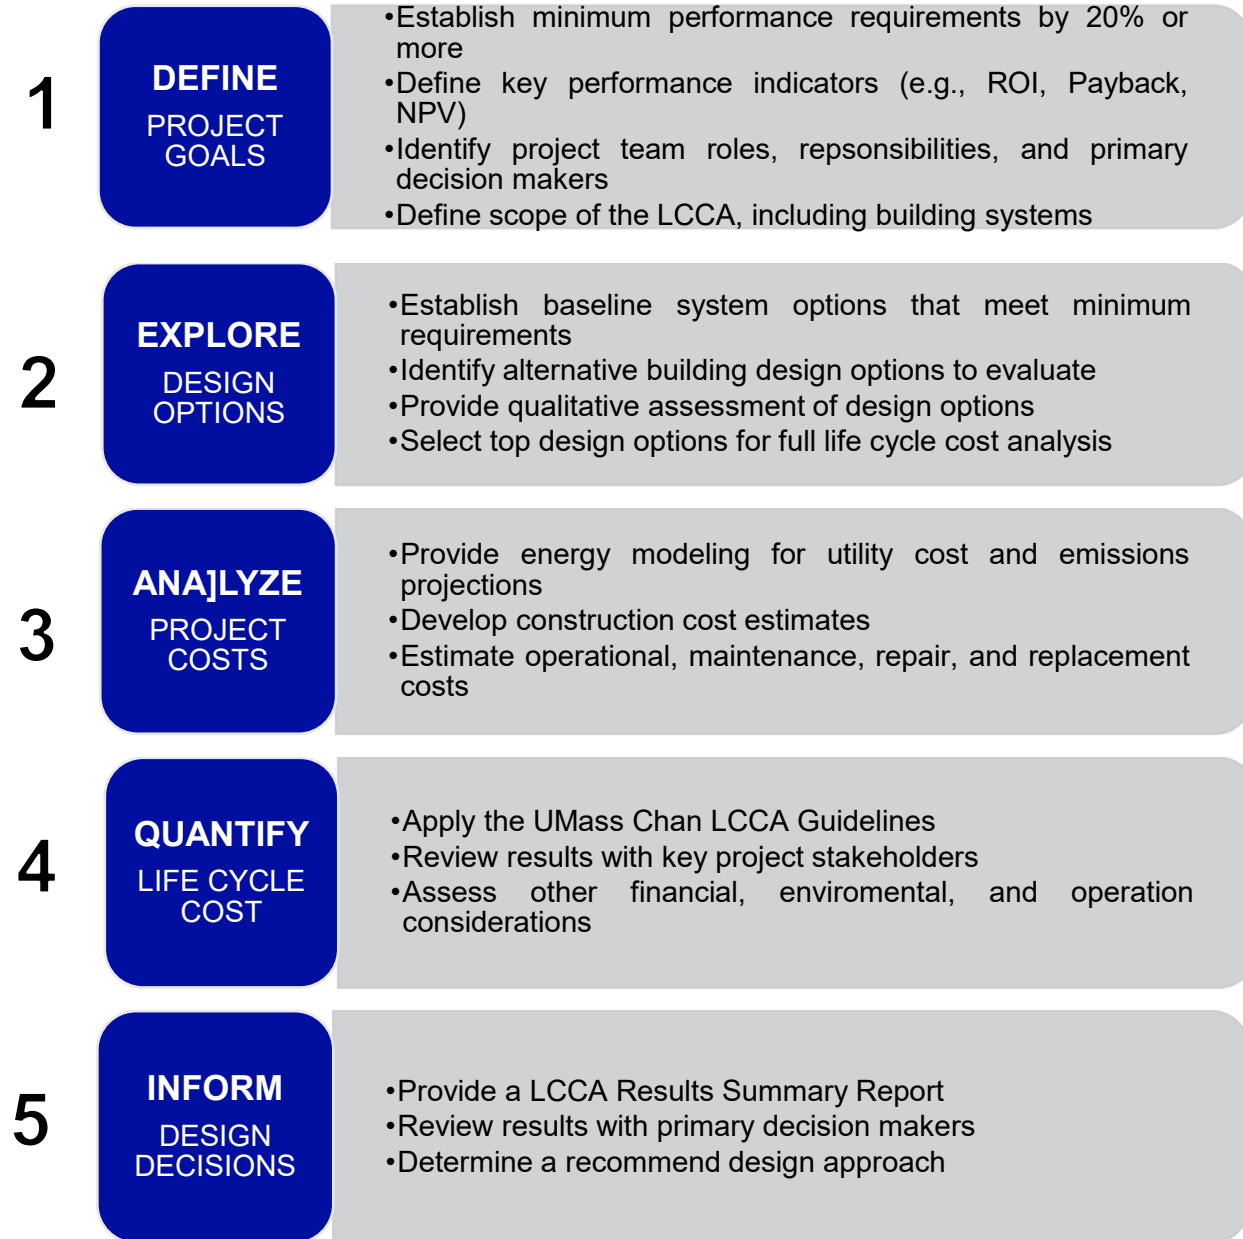 1
DEFINE
PROJECT
GOALS
•Establish minimum performance requirements by 20% or
more
•Define key performance indicators (e.g., ROI, Payback,
NPV)
•Identify project team roles, repsonsibilities, and primary
decision makers
•Define scope of the LCCA, including building systems
2
EXPLORE
DESIGN
OPTIONS
•Establish baseline system options that meet minimum
requirements
•Identify alternative building design options to evaluate
•Provide qualitative assessment of design options
•Select top design options for full life cycle cost analysis
3
ANA]LYZE
PROJECT
COSTS
•Provide energy modeling for utility cost and emissions
projections
•Develop construction cost estimates
•Estimate operational, maintenance, repair, and replacement
costs
4
QUANTIFY
LIFE CYCLE
COST
•Apply the UMass Chan LCCA Guidelines
•Review results with key project stakeholders
•Assess other financial, enviromental, and operation
considerations
5
INFORM
DESIGN
DECISIONS
•Provide a LCCA Results Summary Report
•Review results with primary decision makers
•Determine a recommend design approach